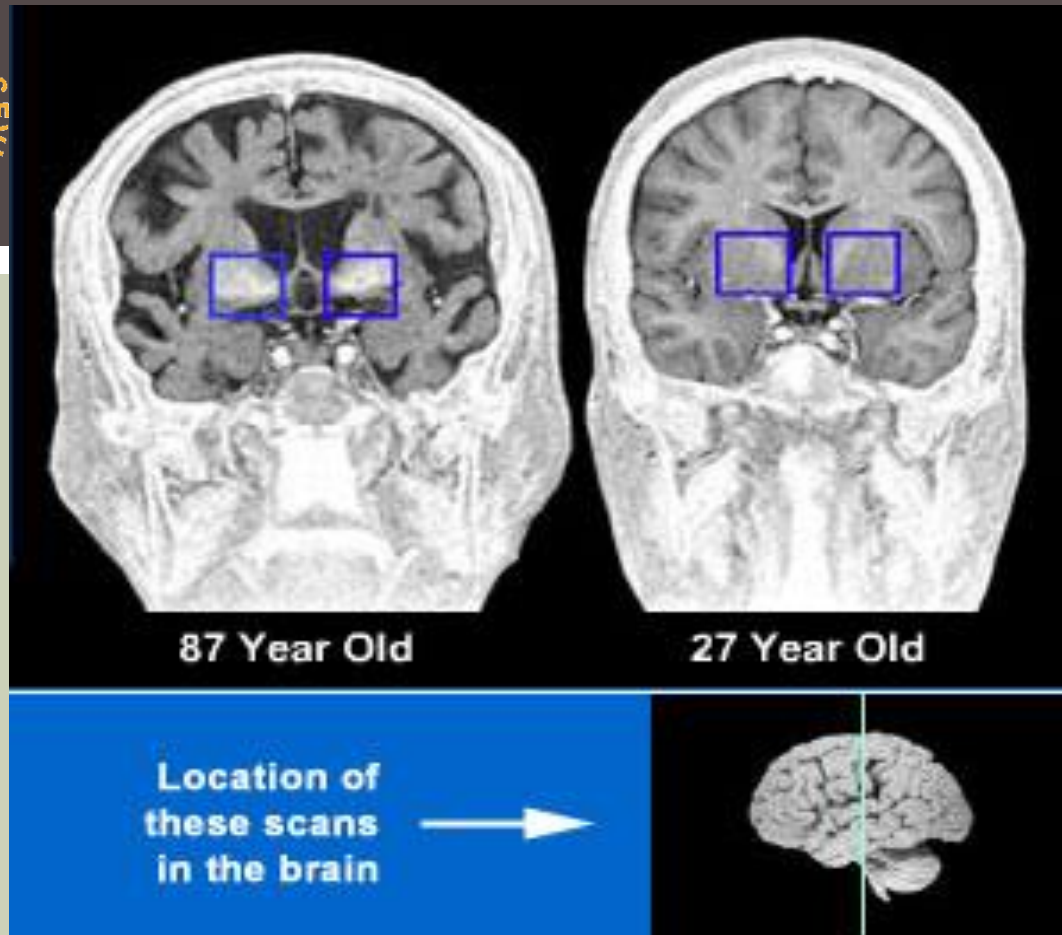 87 Year Old
27 Year Old
Location of
these scans
in the brain